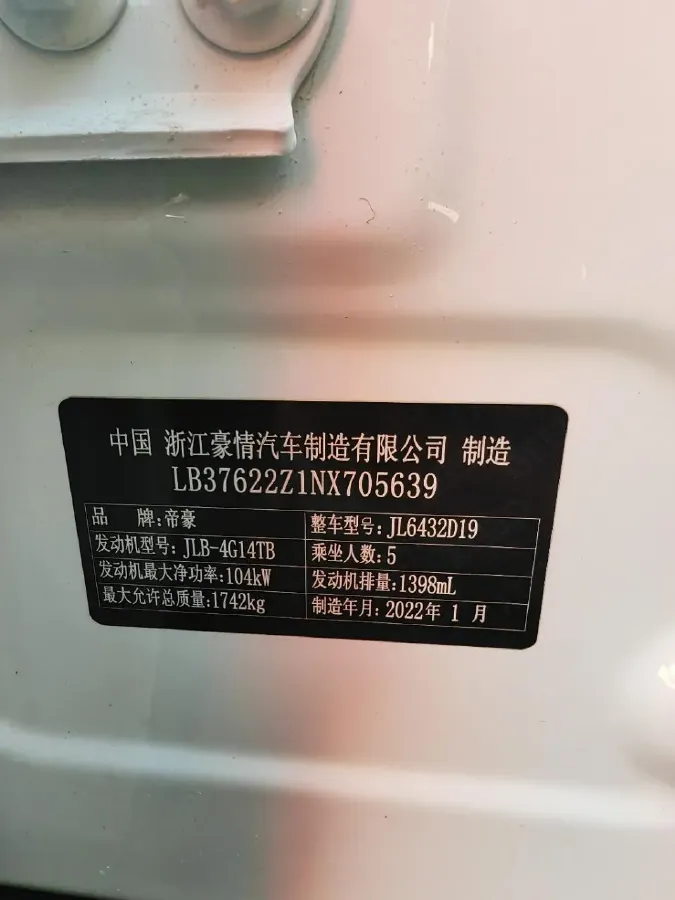 中国 浙江豪情汽车制造有限公司 制造
LB37622Z1NX705639
品 牌:帝豪 整车型号:JL6432D19
发动机型号:JLB-4G14TB 乘坐人数:5
发动机最大净功率:104kW 发动机排量:1398mL
最大允许总质量:1742kg 制造年月:2022年 1 月